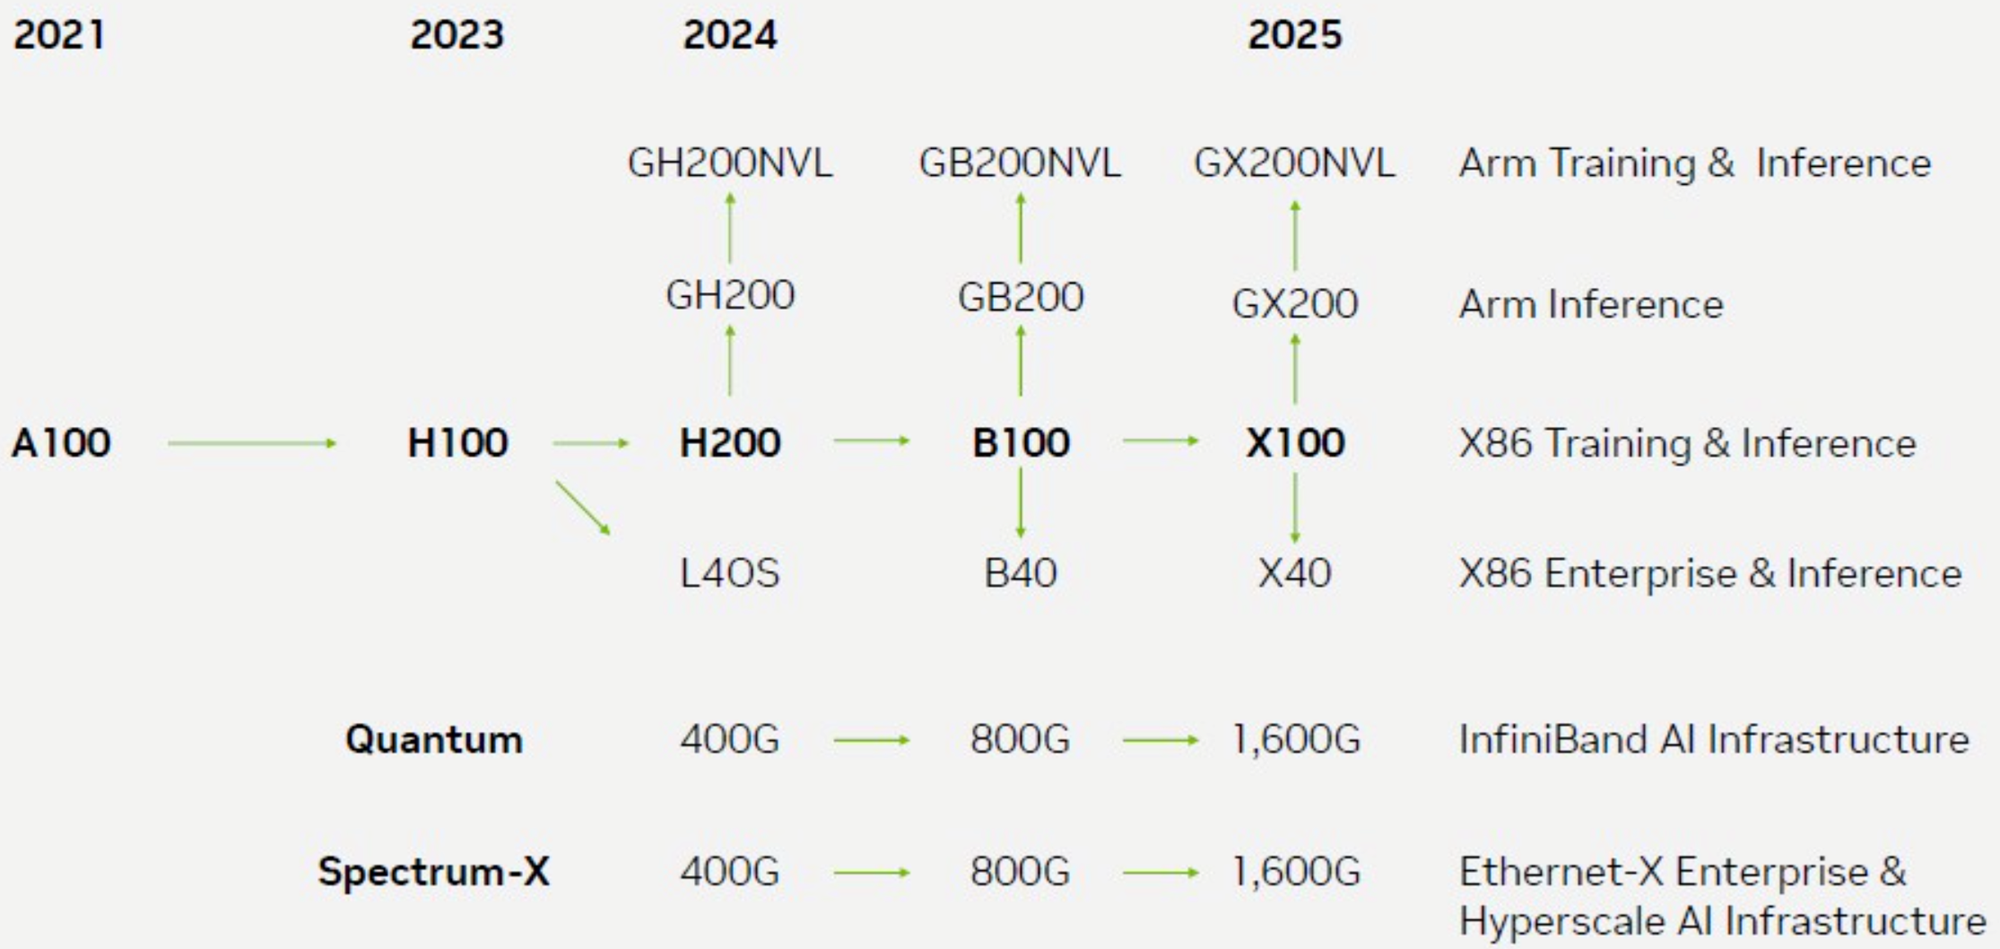 2021 2023 2024 2025
GH200NVL GB200NVL GX200NVL Arm Training & Inference
GH200 GB200 GX200 Arm Inference
A100 H100 H200 B100 X100 X86 Training & Inference
L40S B40 X40 X86 Enterprise & Inference
Quantum 400G 800G 1,600G InfiniBand AI Infrastructure
Spectrum-X 400G 800G 1,600G Ethernet-X Enterprise &
Hyperscale AI Infrastructure